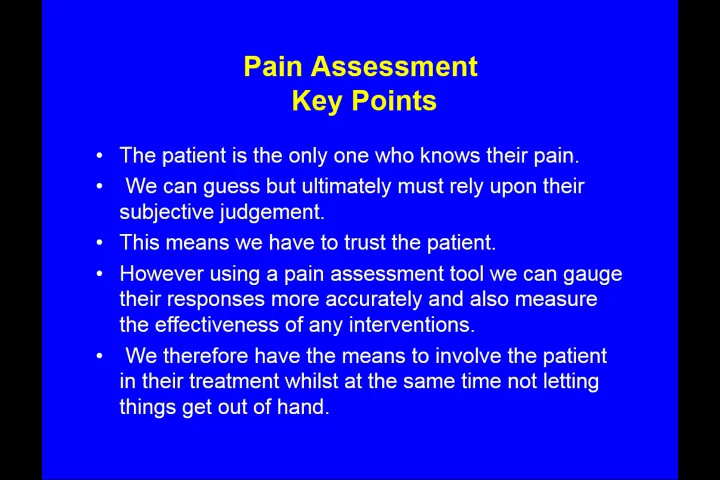 Pain Assessment
Key Points
• The patient is the only one who knows their pain.
• We can guess but ultimately must rely upon their
subjective judgement.
• This means we have to trust the patient.
• However using a pain assessment tool we can gauge
their responses more accurately and also measure
the effectiveness of any interventions.
• We therefore have the means to involve the patient
in their treatment whilst at the same time not letting
things get out of hand.